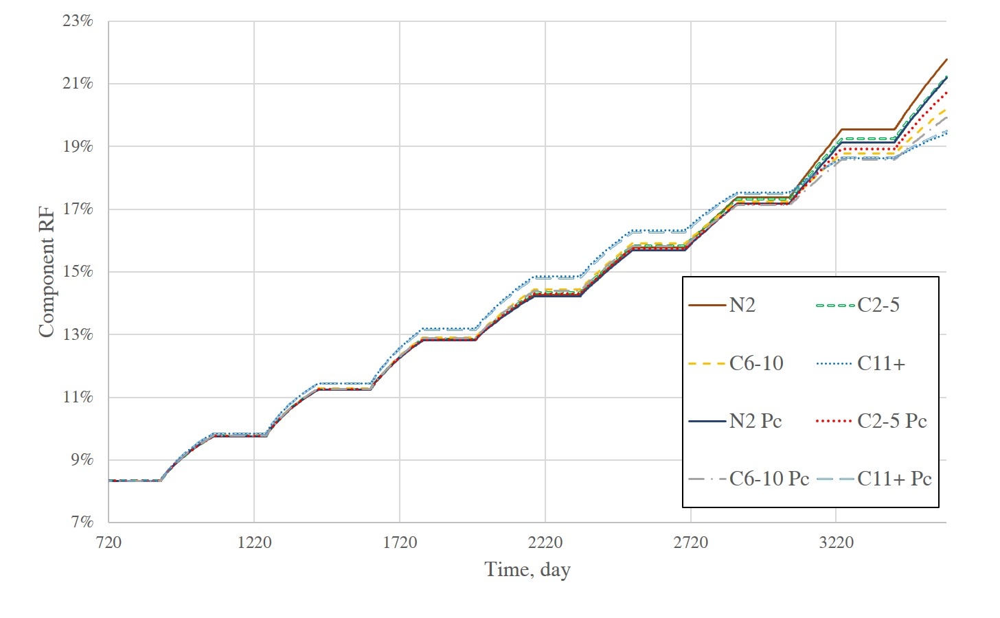 23%
21%
19%
17%
15%
13%
11%
9%
7%
Component RF
720 1220 1720 2220 2720 3220
Time, day
N2 C2-5
C6-10 C11+
N2 Pc C2-5 Pc
C6-10 Pc C11+ Pc